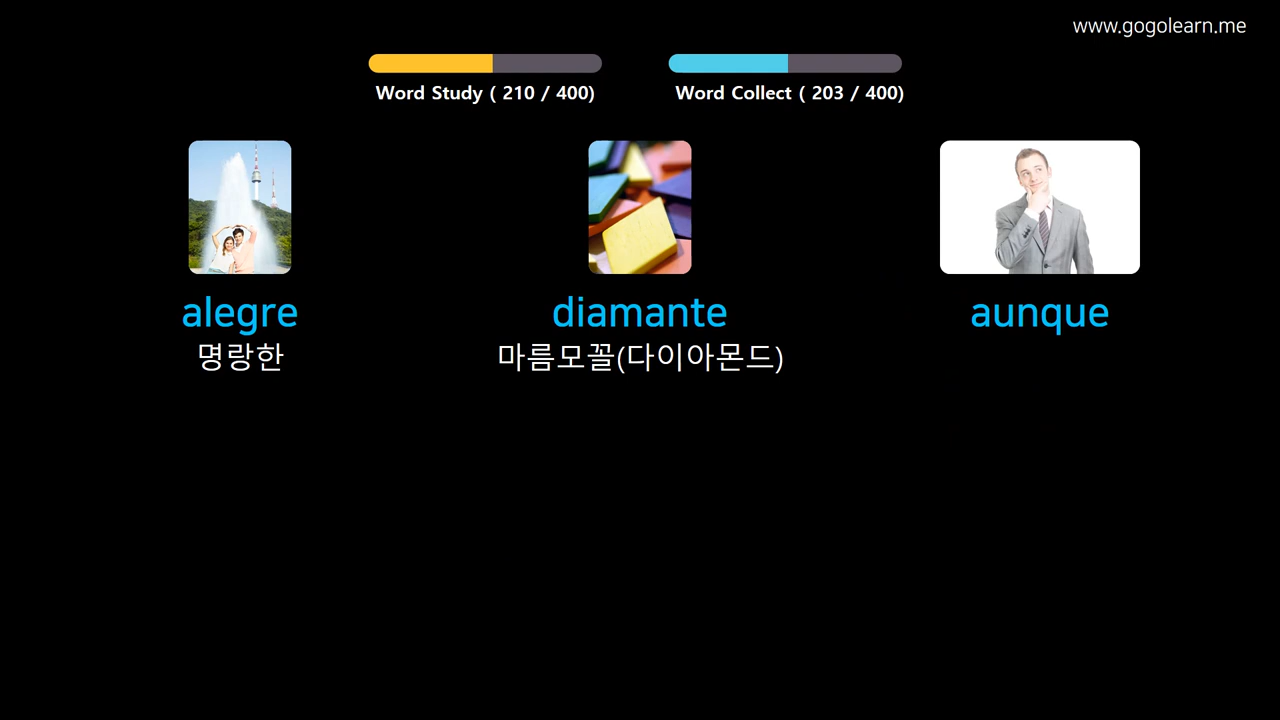 www.gogolearn.me
Word Study ( 210 / 400)
Word Collect ( 203 / 400)
alegre
명랑한
diamante
마름모꼴(다이아몬드)
aunque